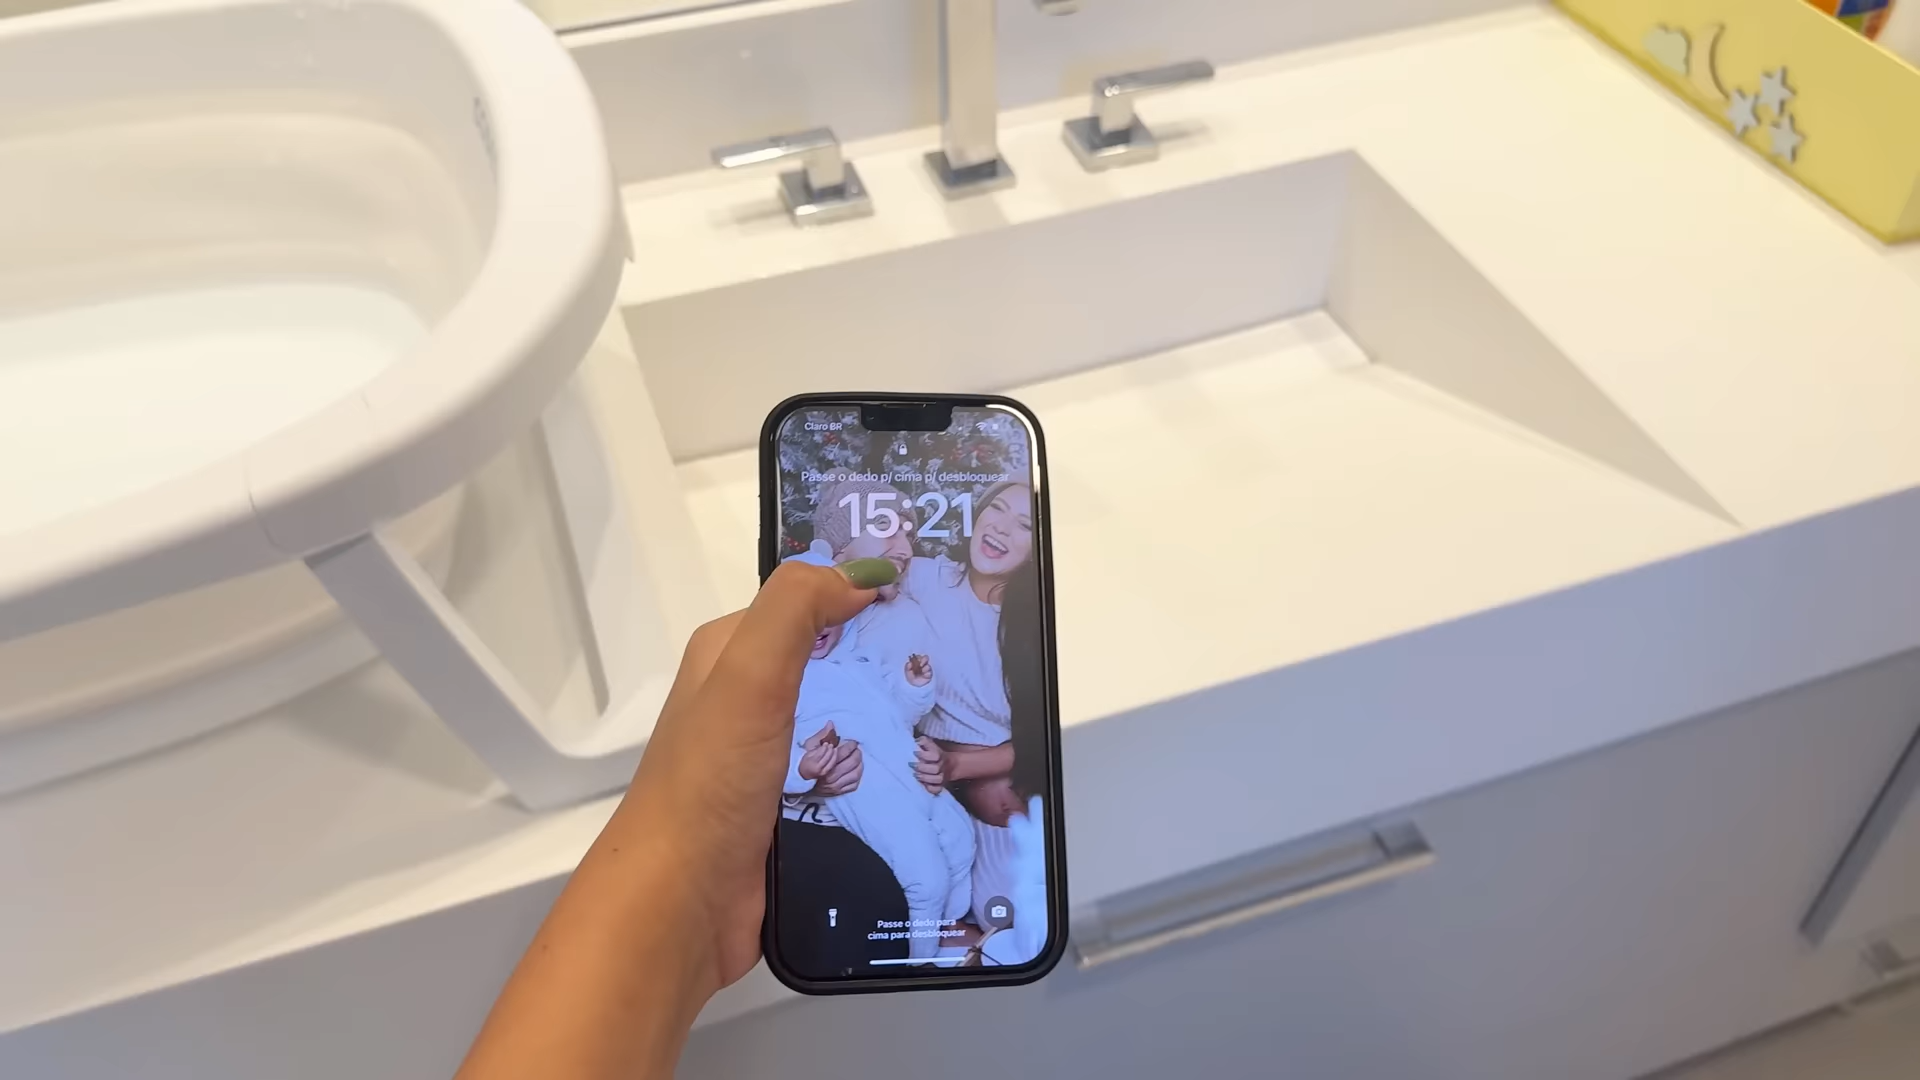 Claro BR
Passe o dedo p/ cima p/ desbloquear
15:21
Passe o dedo para
cima para desbloquear